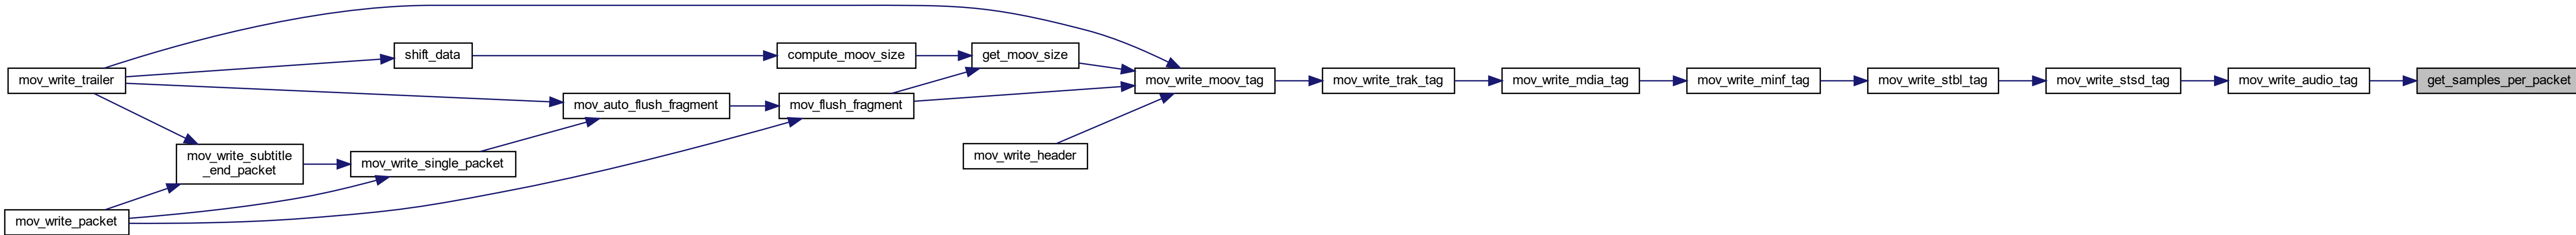 mov_write_trailer
shift_data
compute_moov_size
get_moov_size
mov_write_moov_tag
mov_write_trak_tag
mov_write_mdia_tag
mov_write_minf_tag
mov_write_stbl_tag
mov_write_stsd_tag
mov_write_audio_tag
get_samples_per_packet
mov_auto_flush_fragment
mov_flush_fragment
mov_write_subtitle
_end_packet
mov_write_single_packet
mov_write_header
mov_write_packet